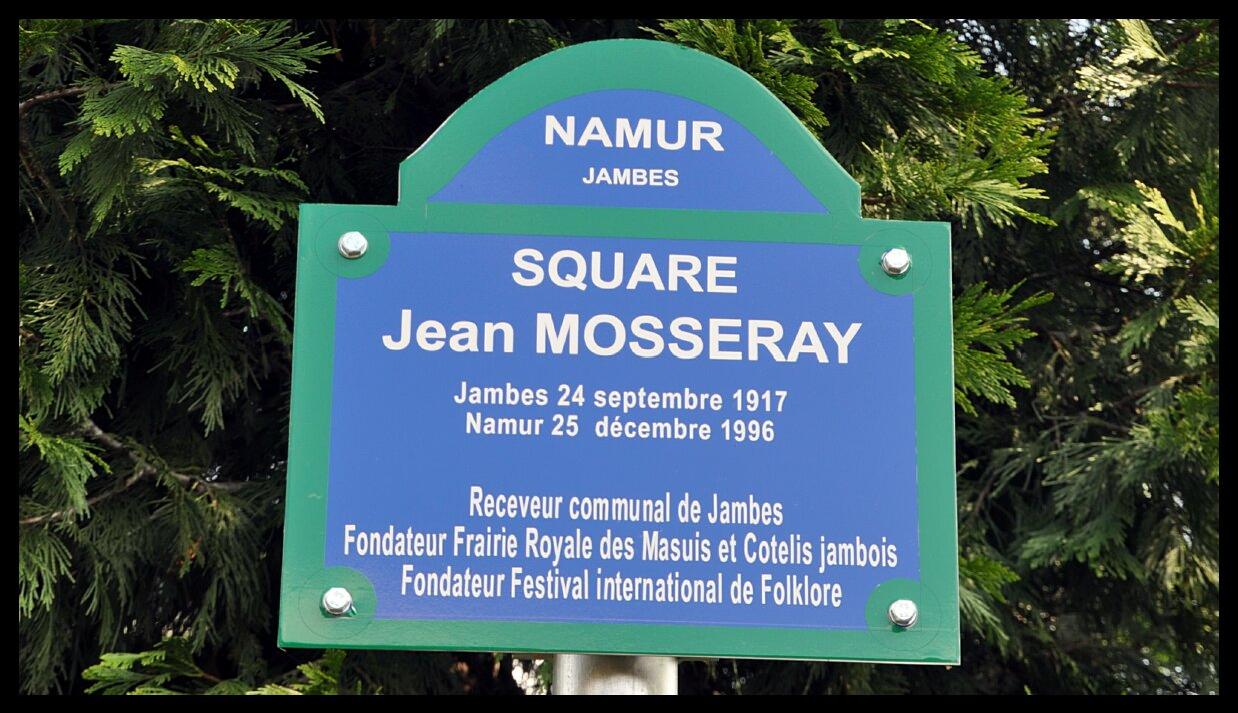 NAMUR
JAMBES
SQUARE
Jean MOSSERAY
Jambes 24 septembre 1917
Namur 25 décembre 1996
Receveur communal de Jambes
Fondateur Frairie Royale des Masuis et Cotelis jambois
Fondateur Festival international de Folklore